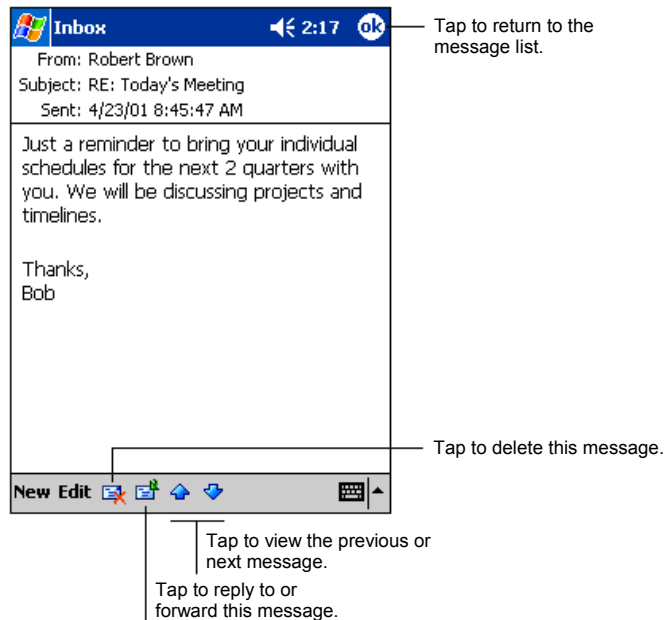 Inbox 2:17 ok
From: Robert Brown
Subject: RE: Today's Meeting
Sent: 4/23/01 8:45:47 AM
Just a reminder to bring your individual
schedules for the next 2 quarters with
you. We will be discussing projects and
timelines.
Thanks,
Bob
New Edit
Tap to return to the
message list.
Tap to delete this message.
Tap to view the previous or
next message.
Tap to reply to or
forward this message.